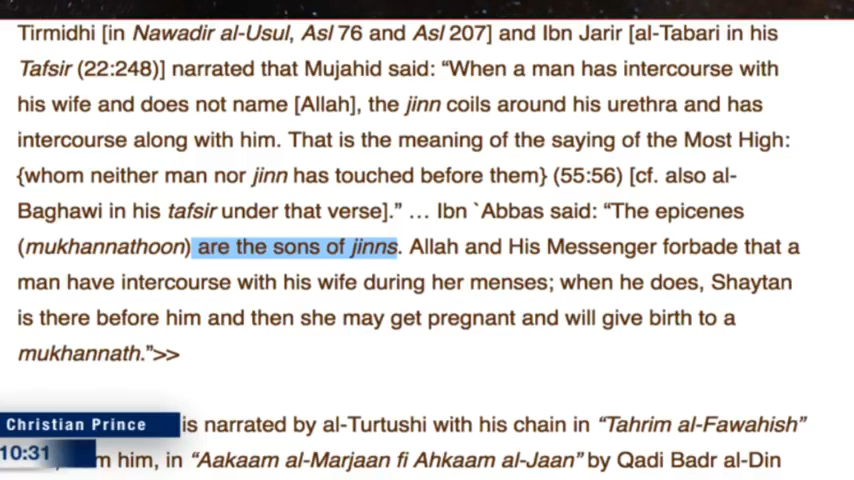 Tirmidhi [in Nawadir al-Usul, Asl 76 and Asl 207] and Ibn Jarir [al-Tabari in his
Tafsir (22:248)] narrated that Mujahid said: “When a man has intercourse with
his wife and does not name [Allah], the jinn coils around his urethra and has
intercourse along with him. That is the meaning of the saying of the Most High:
{whom neither man nor jinn has touched before them} (55:56) [cf. also al-
Baghawi in his tafsir under that verse].” … Ibn `Abbas said: “The epicenes
(mukhannathoon) are the sons of jinns. Allah and His Messenger forbade that a
man have intercourse with his wife during her menses; when he does, Shaytan
is there before him and then she may get pregnant and will give birth to a
mukhannath.”>>
Christian Prince
is narrated by al-Turtushi with his chain in “Tahrim al-Fawahish”
10:31
him, in “Aakaam al-Marjaan fi Ahkaam al-Jaan” by Qadi Badr al-Din